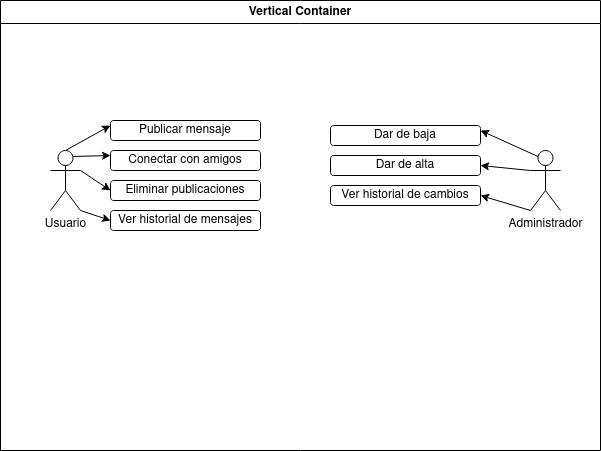 Vertical Container
Publicar mensaje
Conectar con amigos
Eliminar publicaciones
Ver historial de mensajes
Usuario
Dar de baja
Dar de alta
Ver historial de cambios
Administrador